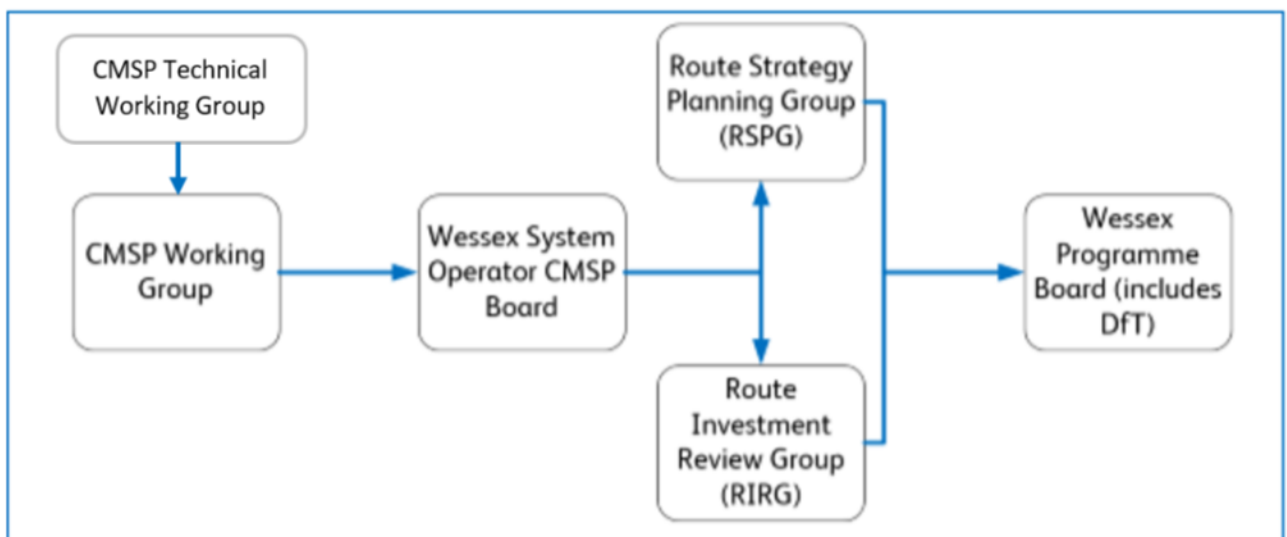 CMSP Technical
Working Group
CMSP Working
Group
Wessex System
Operator CMSP
Board
Route Strategy
Planning Group
(RSPG)
Route
Investment
Review Group
(RIRG)
Wessex
Programme
Board (includes
DfT)